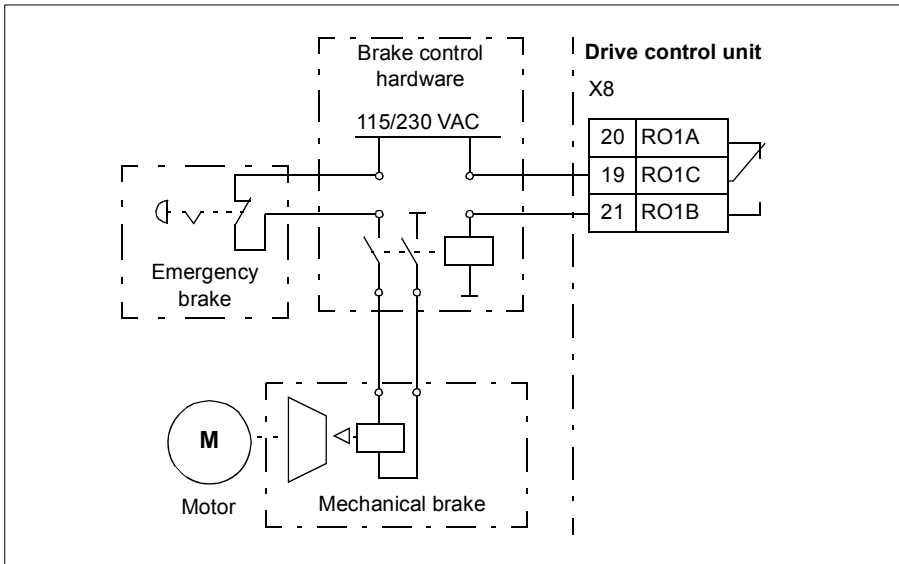 Brake control
hardware
115/230 VAC
Drive control unit
X8
20 RO1A
19 RO1C
21 RO1B
Emergency
brake
M
Motor
Mechanical brake